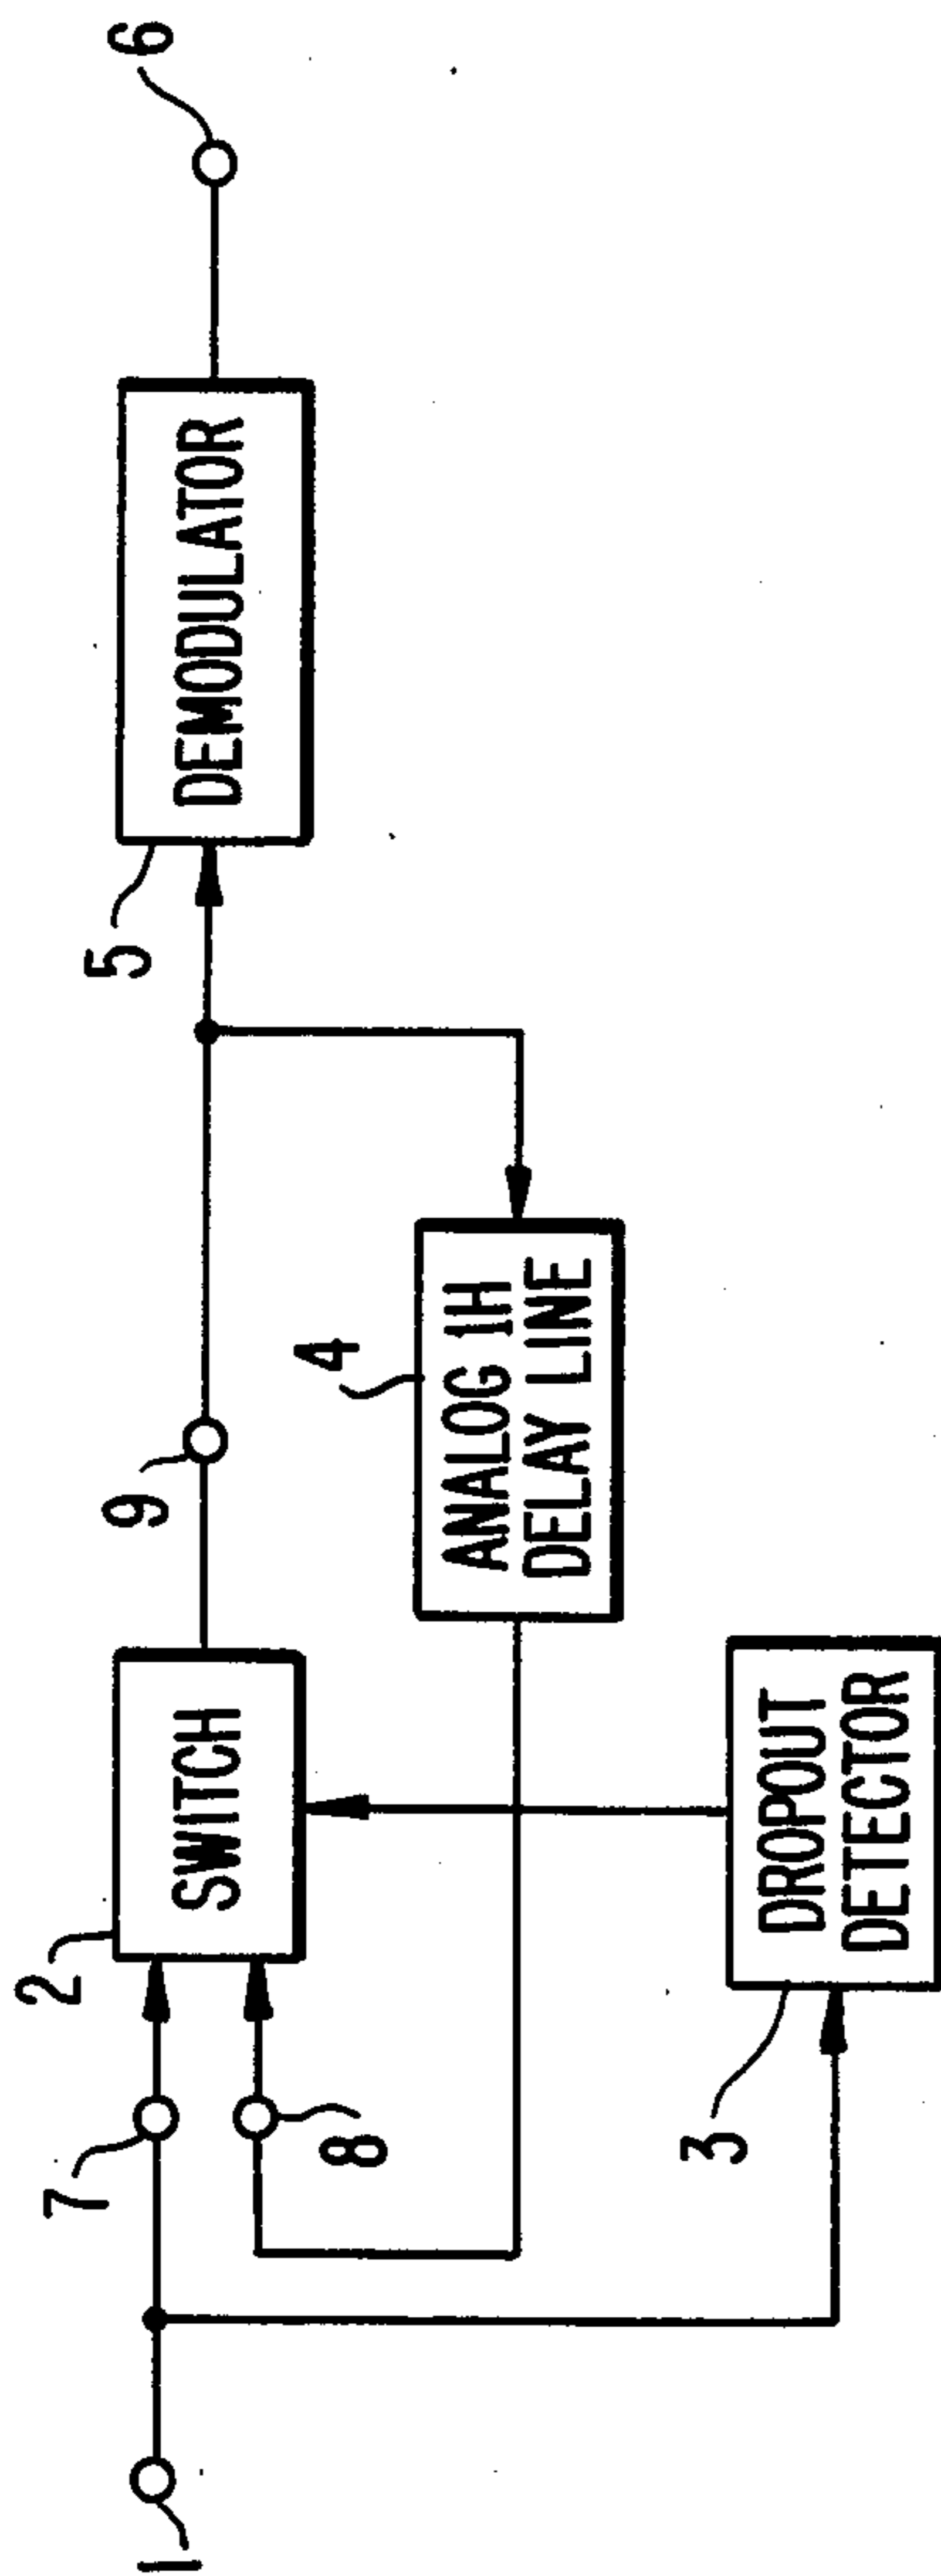 1
7
2
SWITCH
8
9
5
DEMODULATOR
6
4
ANALOG 1H
DELAY LINE
3
DROPOUT
DETECTOR